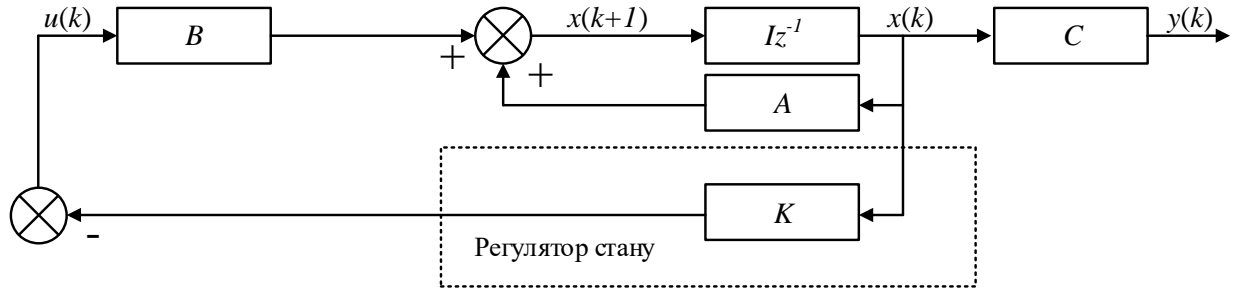 u(k) B x(k+1) Iz⁻¹ x(k) C y(k)
+ +
A
K
-
Регулятор стану